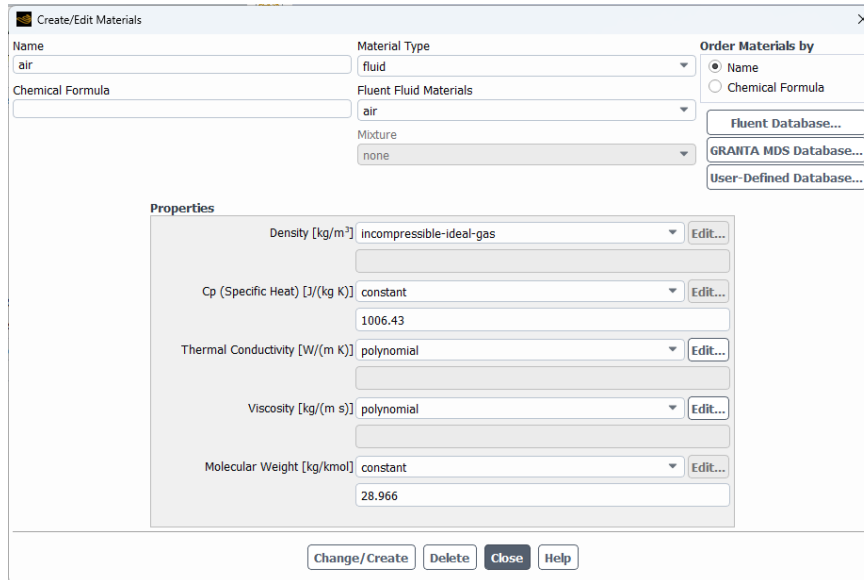 Create/Edit Materials
Name
air
Chemical Formula
Material Type
fluid
Fluent Fluid Materials
air
Mixture
none
Order Materials by
Name
Chemical Formula
Fluent Database...
GRANTA MDS Database...
User-Defined Database...
Properties
Density [kg/m³] incompressible-ideal-gas Edit...
Cp (Specific Heat) [J/(kg K)] constant Edit...
1006.43
Thermal Conductivity [W/(m K)] polynomial Edit...
Viscosity [kg/(m s)] polynomial Edit...
Molecular Weight [kg/kmol] constant Edit...
28.966
Change/Create Delete Close Help